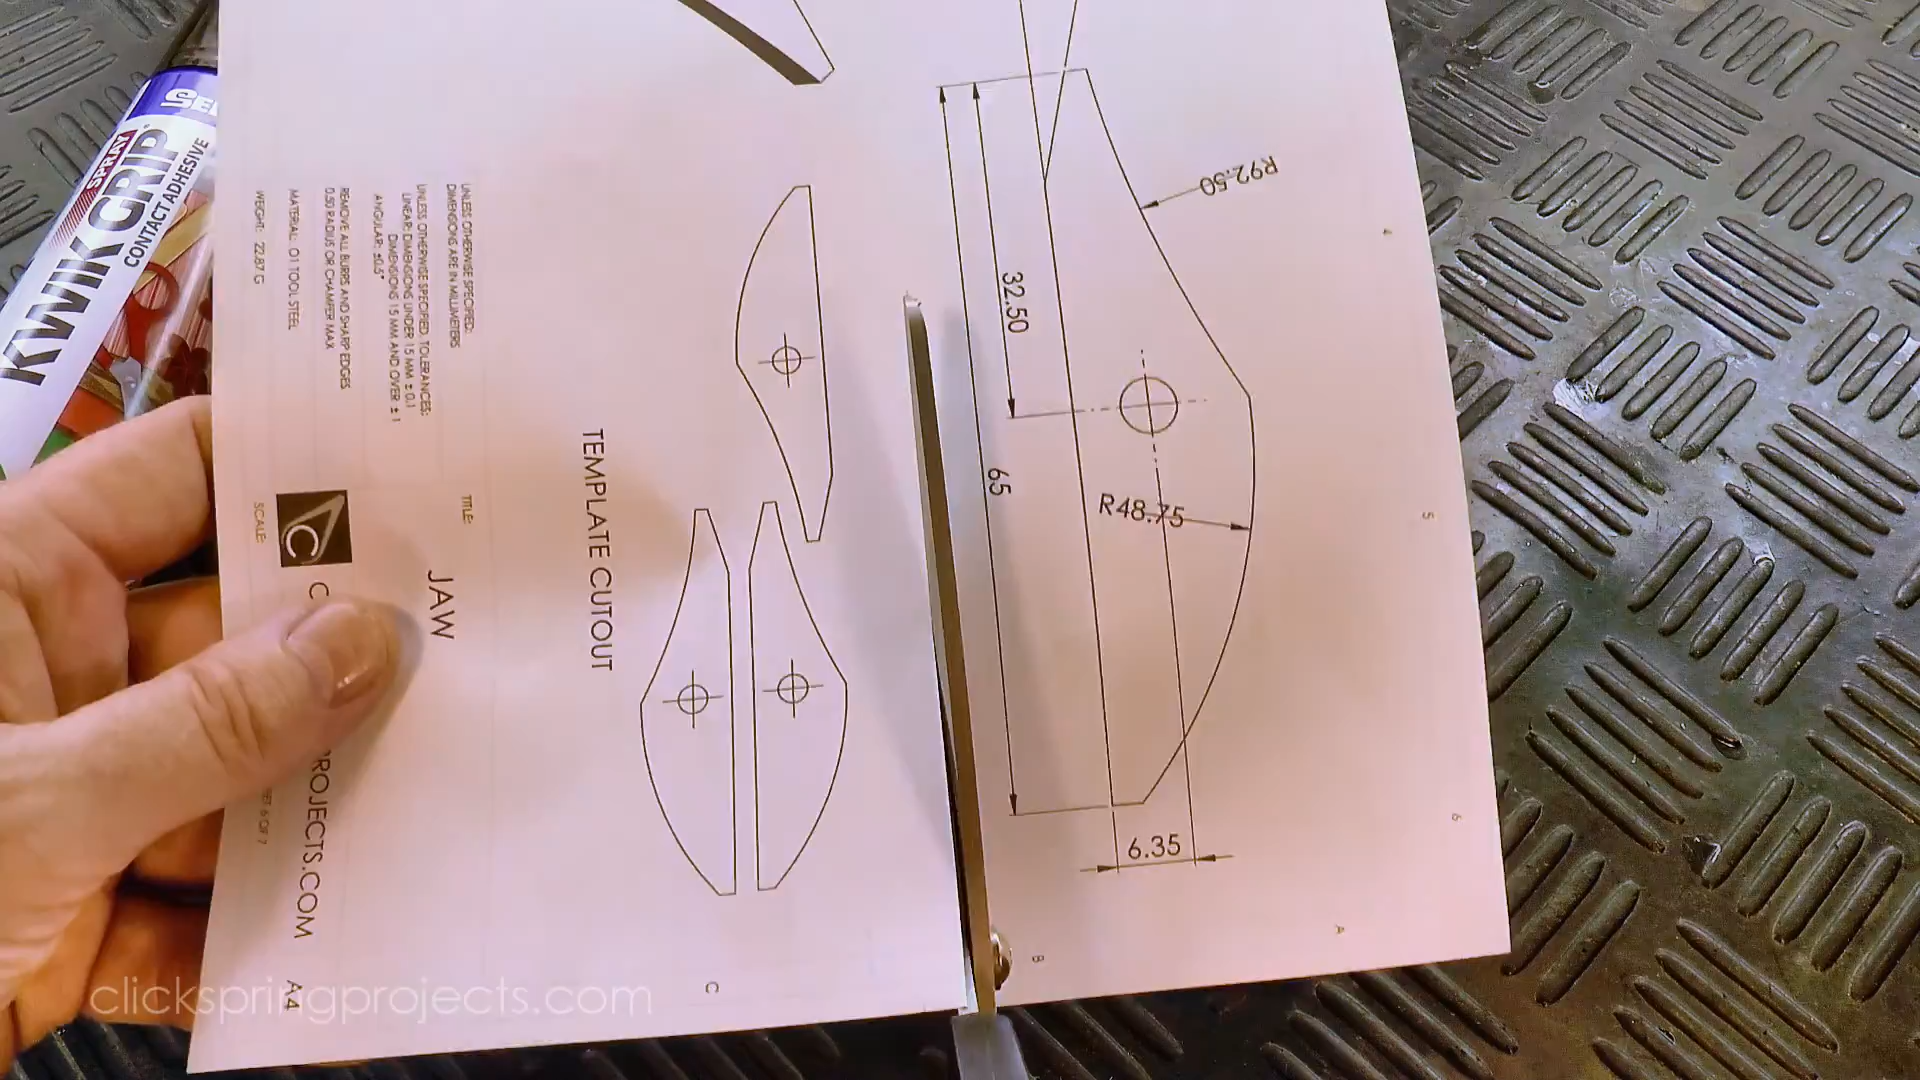 SPRAY
KWIK GRIP
CONTACT ADHESIVE
UNLESS OTHERWISE SPECIFIED:
DIMENSIONS ARE IN MILLIMETERS
UNLESS OTHERWISE SPECIFIED, TOLERANCES:
LINEAR: DIMENSIONS UNDER 15 MM ± 0.1
DIMENSIONS 15 MM AND OVER ± 1
ANGULAR: ±0.5°
REMOVE ALL BURRS AND SHARP EDGES
0.50 RADIUS OR CHAMFER MAX
MATERIAL: O1 TOOL STEEL
WEIGHT: 22.87 G
TITLE:
JAW
SCALE:
6 OF 7
A4
TEMPLATE CUTOUT
R92.50
32.50
65
R48.75
6.35
4
5
6
A
B
C
clickspringprojects.com